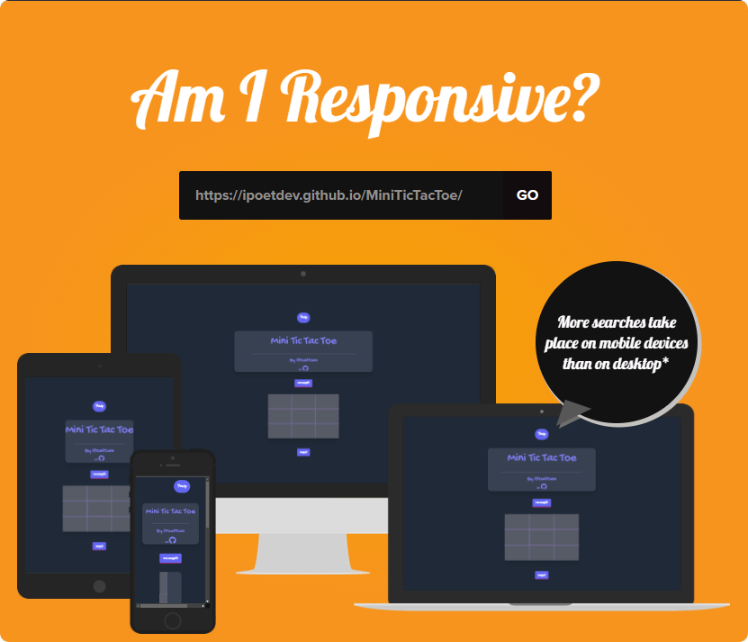 Am I Responsive?
https://ipoetdev.github.io/MiniTicTacToe/
GO
More searches take
place on mobile devices
than on desktop*
Mini Tic Tac Toe
Mini Tic Tac Toe
Mini Tic Tac Toe
Mini Tic Tac Toe